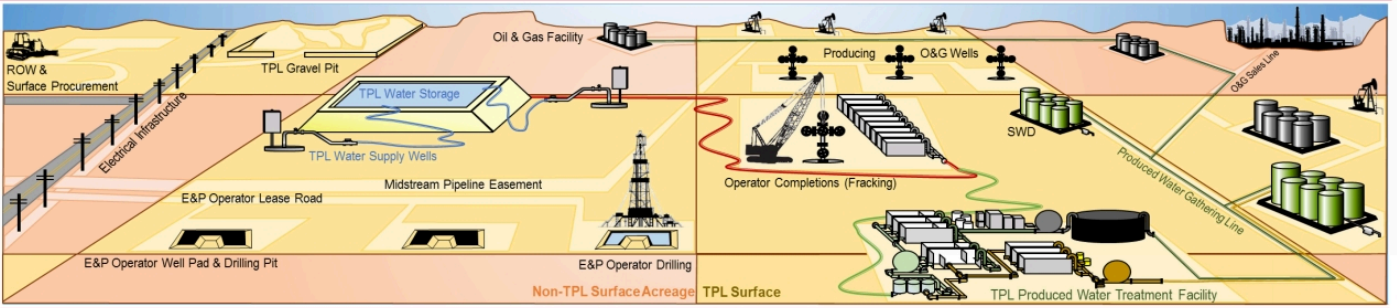 ROW &
Surface Procurement
TPL Gravel Pit
Oil & Gas Facility
Producing
O&G Wells
O&G Sales Line
Electrical Infrastructure
TPL Water Storage
TPL Water Supply Wells
SWD
Operator Completions (Fracking)
Produced Water Gathering Line
Midstream Pipeline Easement
E&P Operator Lease Road
E&P Operator Well Pad & Drilling Pit
E&P Operator Drilling
Non-TPL Surface Acreage
TPL Surface
TPL Produced Water Treatment Facility